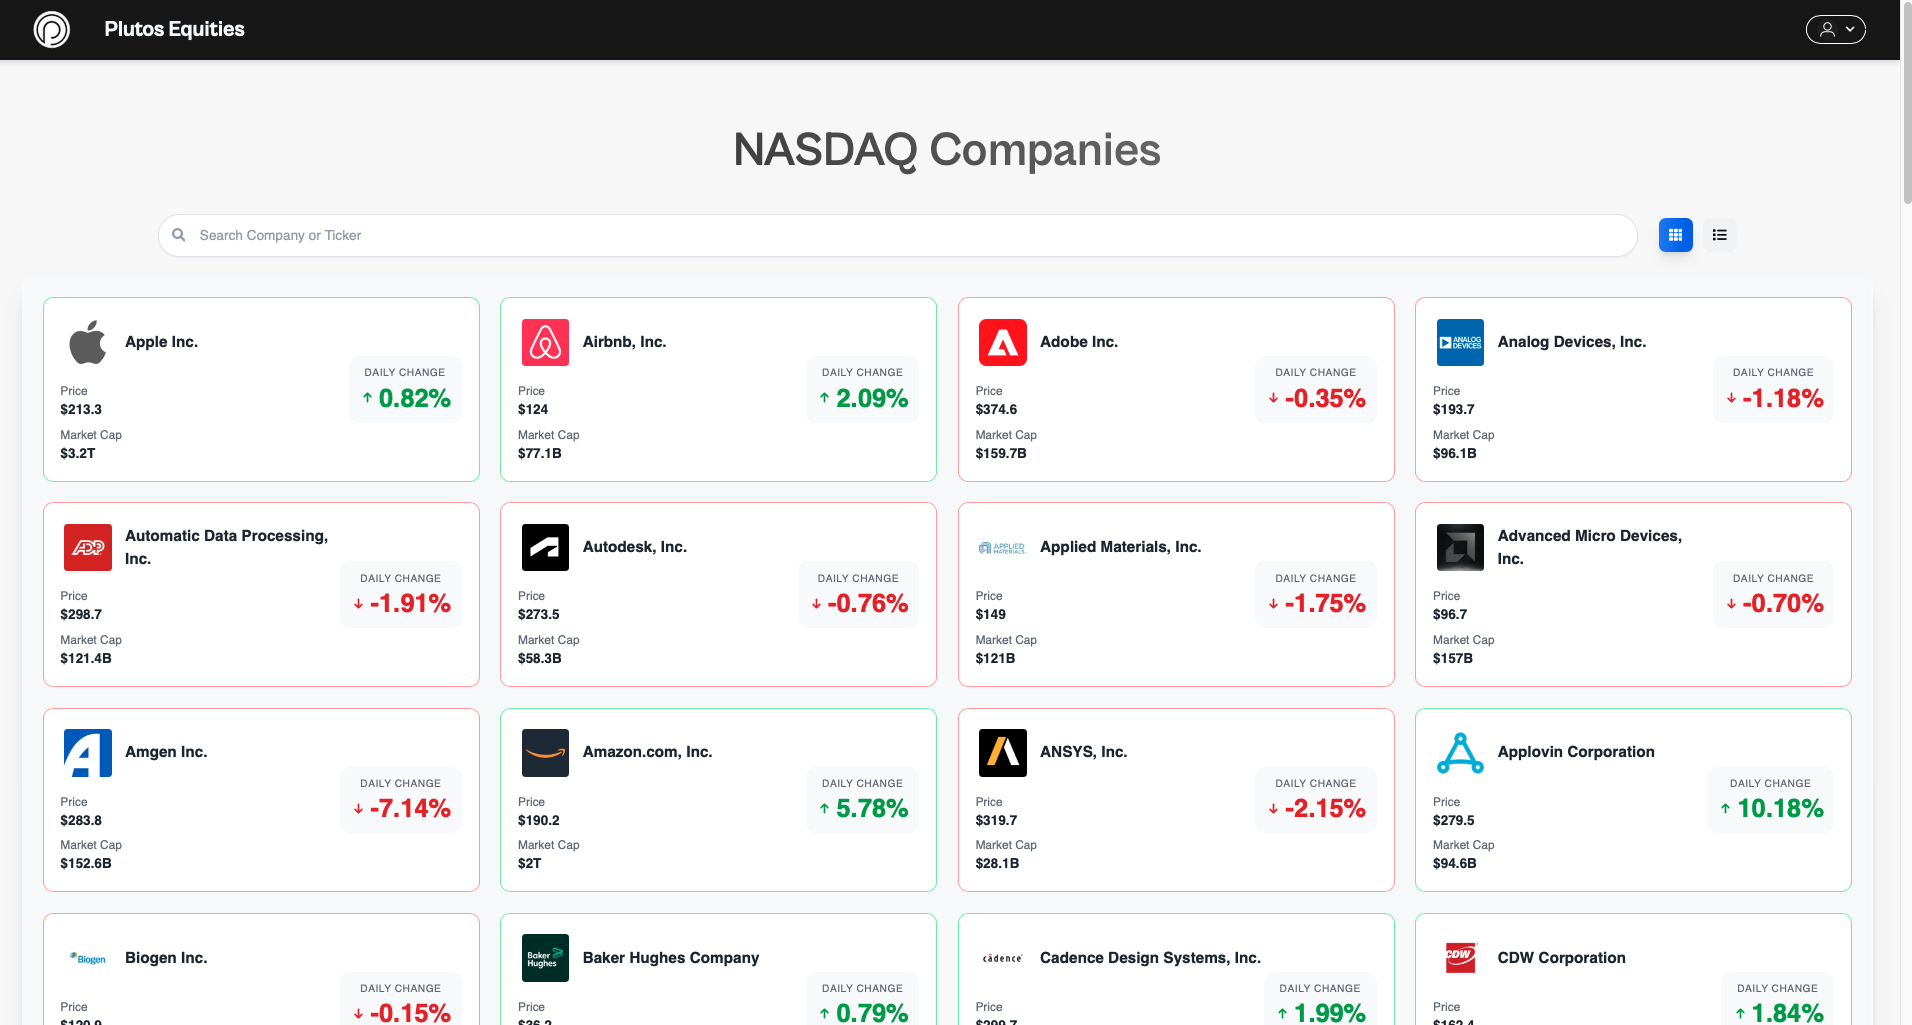 Plutos Equities
NASDAQ Companies
Search Company or Ticker
Apple Inc.
DAILY CHANGE
↑ 0.82%
Price
$213.3
Market Cap
$3.2T
Airbnb, Inc.
DAILY CHANGE
↑ 2.09%
Price
$124
Market Cap
$77.1B
Adobe Inc.
DAILY CHANGE
↓ -0.35%
Price
$374.6
Market Cap
$159.7B
ANALOG
DEVICES
Analog Devices, Inc.
DAILY CHANGE
↓ -1.18%
Price
$193.7
Market Cap
$96.1B
ADP
Automatic Data Processing,
Inc.
DAILY CHANGE
↓ -1.91%
Price
$298.7
Market Cap
$121.4B
Autodesk, Inc.
DAILY CHANGE
↓ -0.76%
Price
$273.5
Market Cap
$58.3B
APPLIED
MATERIALS
Applied Materials, Inc.
DAILY CHANGE
↓ -1.75%
Price
$149
Market Cap
$121B
Advanced Micro Devices,
Inc.
DAILY CHANGE
↓ -0.70%
Price
$96.7
Market Cap
$157B
Amgen Inc.
DAILY CHANGE
↓ -7.14%
Price
$283.8
Market Cap
$152.6B
Amazon.com, Inc.
DAILY CHANGE
↑ 5.78%
Price
$190.2
Market Cap
$2T
ANSYS, Inc.
DAILY CHANGE
↓ -2.15%
Price
$319.7
Market Cap
$28.1B
Applovin Corporation
DAILY CHANGE
↑ 10.18%
Price
$279.5
Market Cap
$94.6B
Biogen
Biogen Inc.
DAILY CHANGE
↓ -0.15%
Price
Baker
Hughes
Baker Hughes Company
DAILY CHANGE
↑ 0.79%
Price
cādence
Cadence Design Systems, Inc.
DAILY CHANGE
↑ 1.99%
Price
CDW
CDW Corporation
DAILY CHANGE
↑ 1.84%
Price